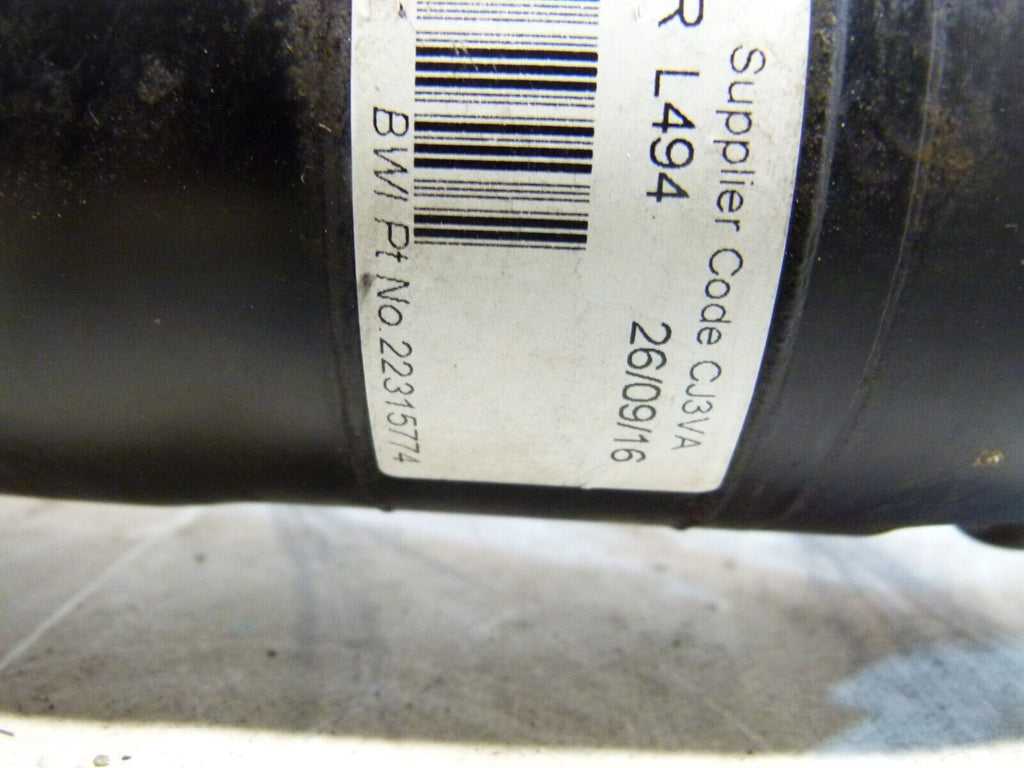 Supplier Code CJ3VA
R L494
26/09/16
BWI Pt No.22315774